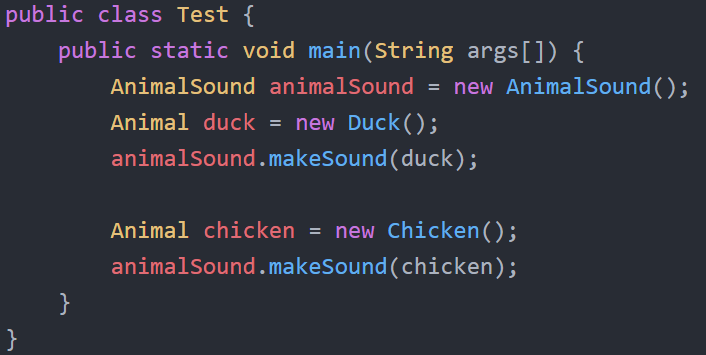 public class Test {
    public static void main(String args[]) {
        AnimalSound animalSound = new AnimalSound();
        Animal duck = new Duck();
        animalSound.makeSound(duck);

        Animal chicken = new Chicken();
        animalSound.makeSound(chicken);
    }
}